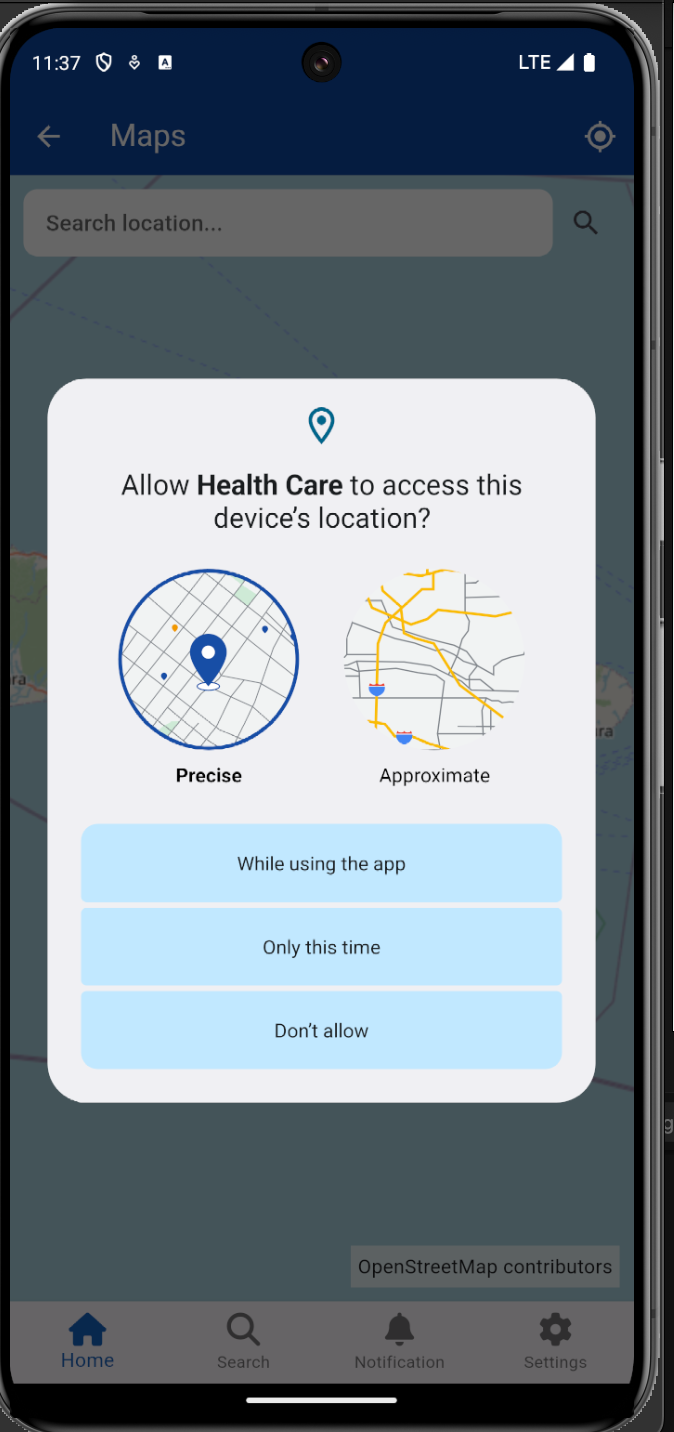 11:37
LTE
Maps
Search location...
Allow Health Care to access this
device’s location?
Precise
Approximate
While using the app
Only this time
Don’t allow
OpenStreetMap contributors
Home
Search
Notification
Settings